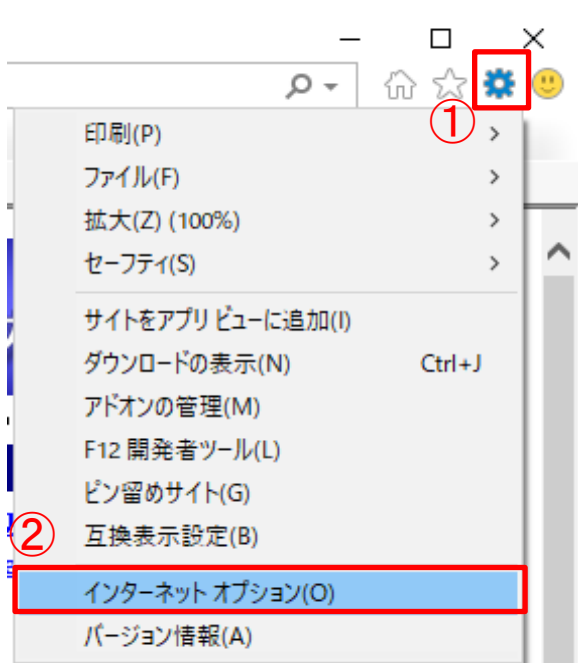 ①
印刷(P)
ファイル(F)
拡大(Z) (100%)
セーフティ(S)
サイトをアプリ ビューに追加(I)
ダウンロードの表示(N) Ctrl+J
アドオンの管理(M)
F12 開発者ツール(L)
ピン留めサイト(G)
② 互換表示設定(B)
インターネット オプション(O)
バージョン情報(A)